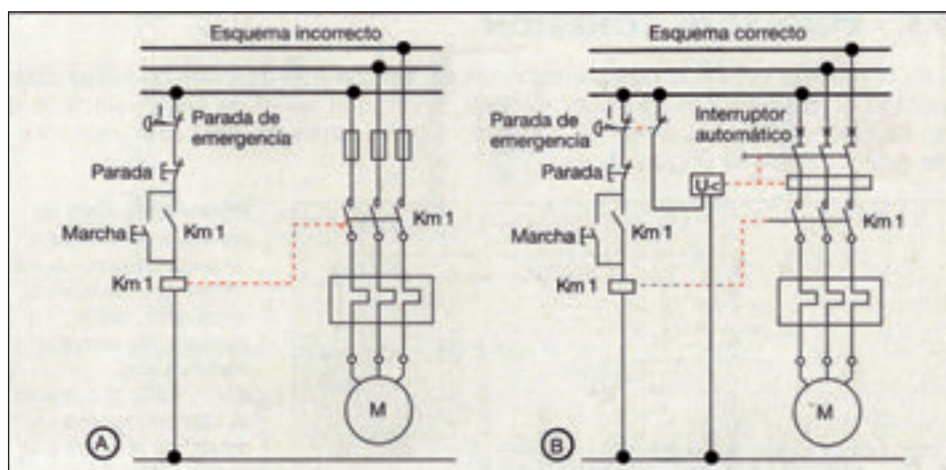 Esquema incorrecto
Parada de
emergencia
Parada
Marcha
Km 1
Km 1
Km 1
M
A
Esquema correcto
Parada de
emergencia
Interruptor
automático
Parada
U<
Marcha
Km 1
Km 1
Km 1
M
B